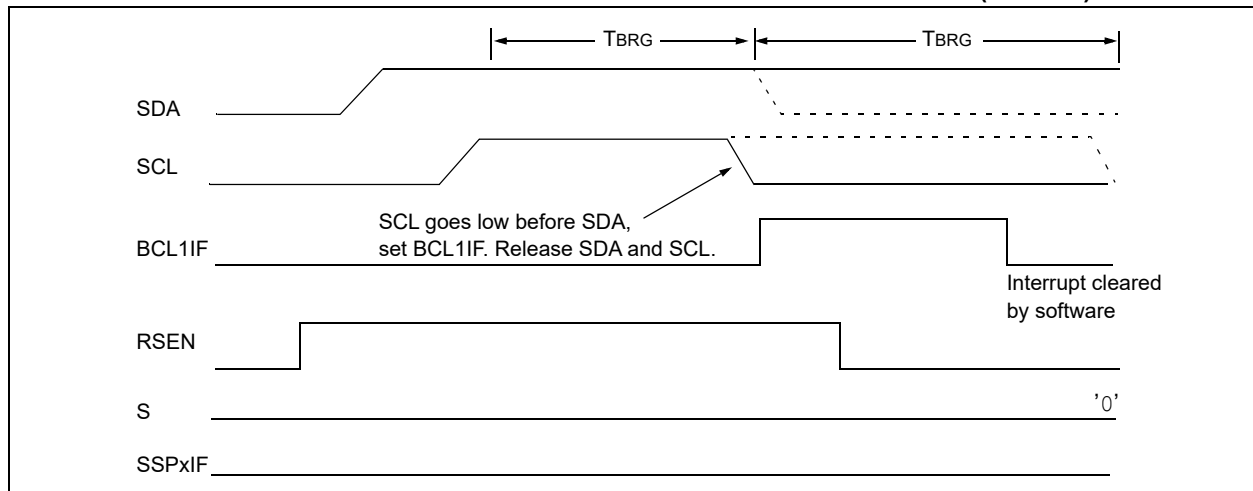 TBRG TBRG
SDA
SCL
SCL goes low before SDA,
set BCL1IF. Release SDA and SCL.
BCL1IF
Interrupt cleared
by software
RSEN
S
'0'
SSPxIF